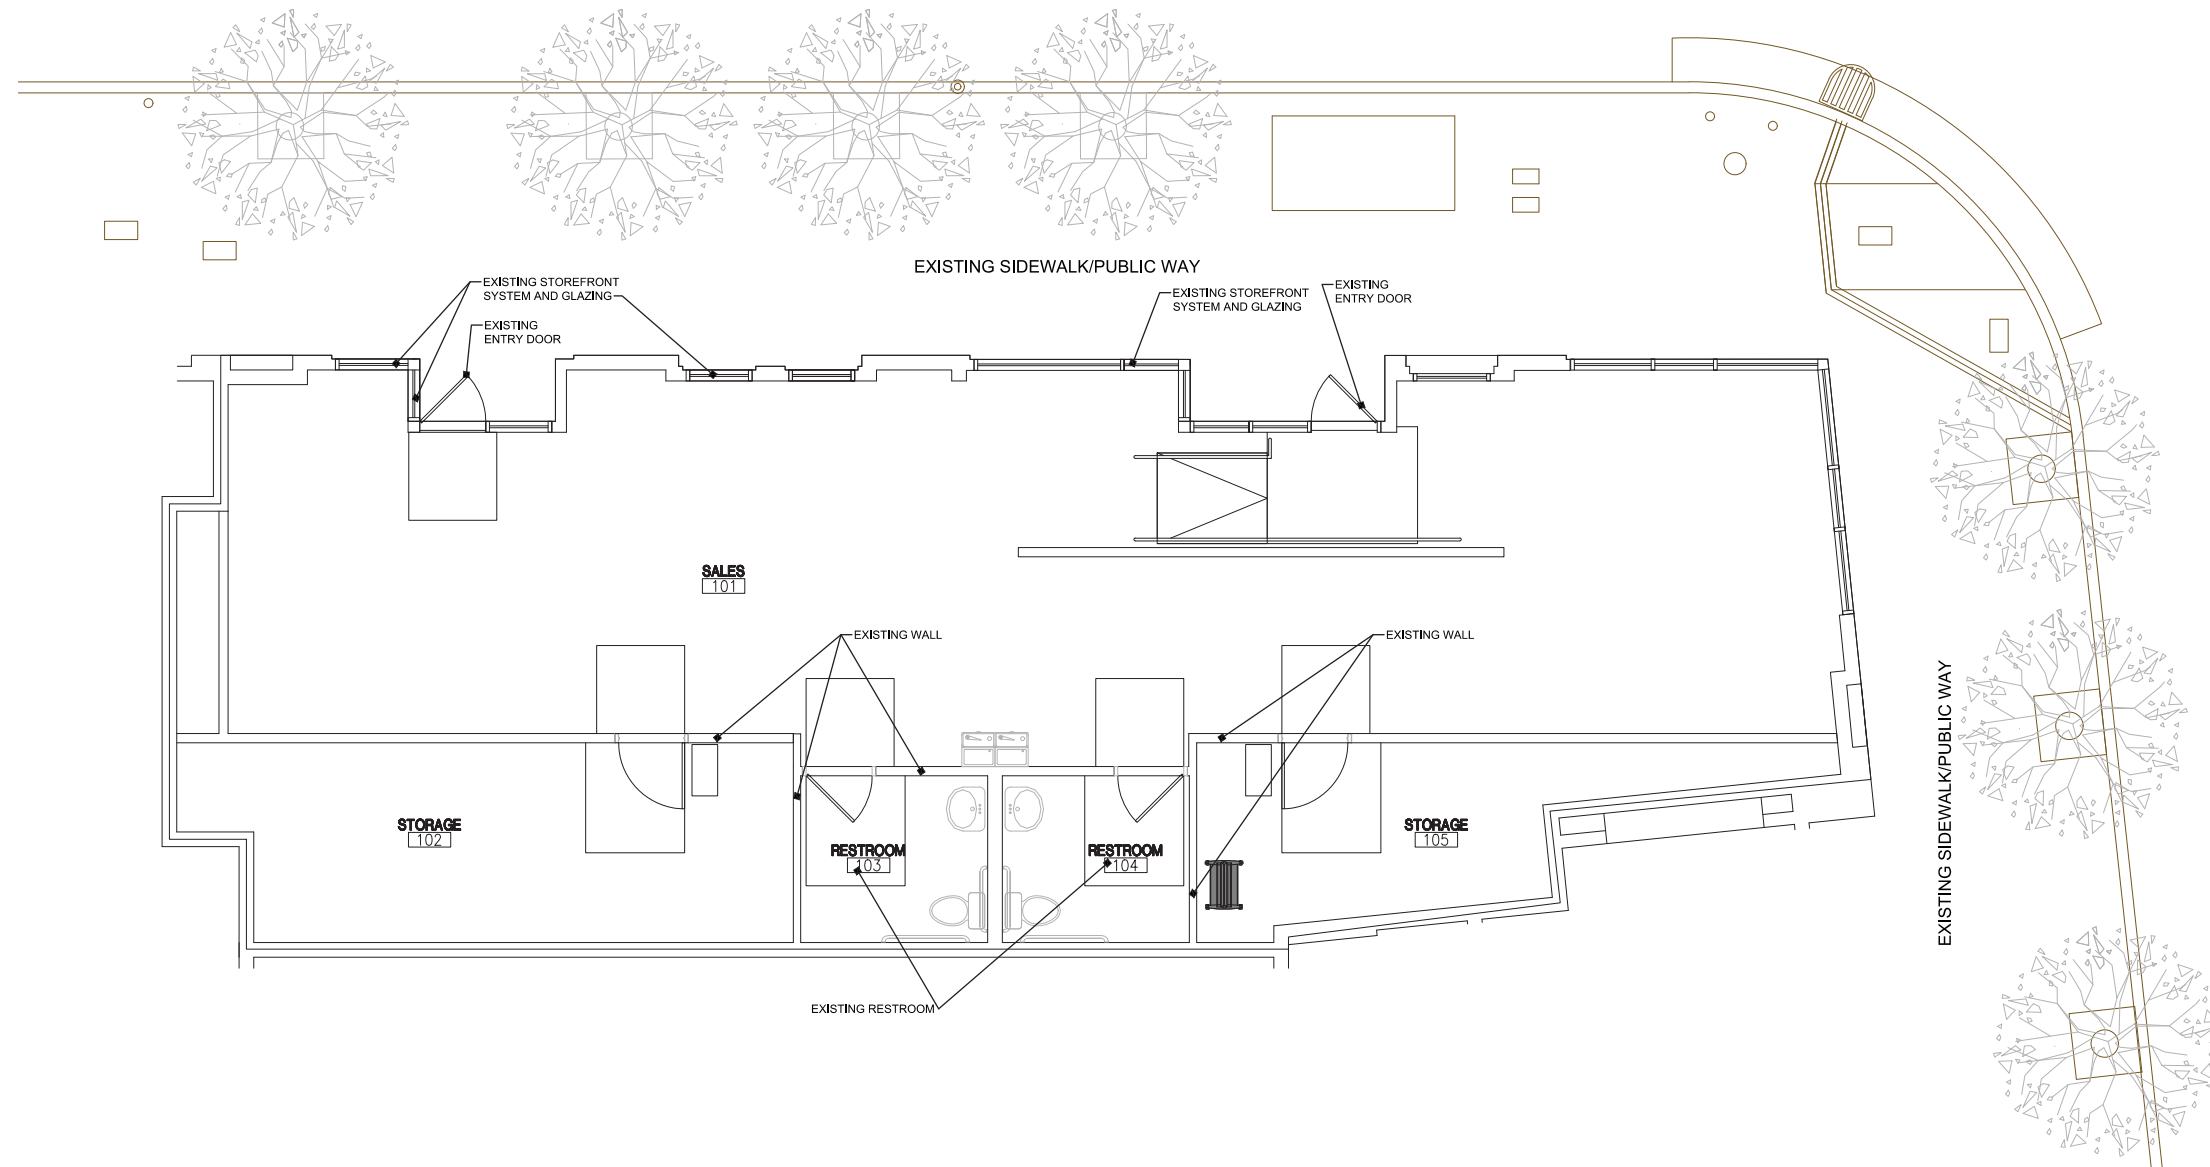 EXISTING SIDEWALK/PUBLIC WAY
EXISTING STOREFRONT
SYSTEM AND GLAZING
EXISTING
ENTRY DOOR
EXISTING STOREFRONT
SYSTEM AND GLAZING
EXISTING
ENTRY DOOR
SALES
101
EXISTING WALL
EXISTING WALL
STORAGE
102
RESTROOM
103
RESTROOM
104
STORAGE
105
EXISTING RESTROOM
EXISTING SIDEWALK/PUBLIC WAY